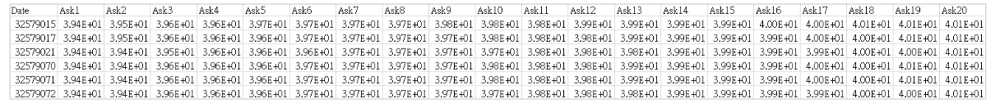 Date Ask1 Ask2 Ask3 Ask4 Ask5 Ask6 Ask7 Ask8 Ask9 Ask10 Ask11 Ask12 Ask13 Ask14 Ask15 Ask16 Ask17 Ask18 Ask19 Ask20
32579015 3.94E+01 3.95E+01 3.96E+01 3.96E+01 3.97E+01 3.97E+01 3.97E+01 3.97E+01 3.98E+01 3.98E+01 3.98E+01 3.99E+01 3.99E+01 3.99E+01 3.99E+01 4.00E+01 4.00E+01 4.01E+01 4.01E+01 4.01E+01
32579017 3.94E+01 3.95E+01 3.96E+01 3.96E+01 3.96E+01 3.97E+01 3.97E+01 3.97E+01 3.97E+01 3.98E+01 3.98E+01 3.98E+01 3.99E+01 3.99E+01 3.99E+01 3.99E+01 4.00E+01 4.00E+01 4.01E+01 4.01E+01
32579021 3.94E+01 3.94E+01 3.95E+01 3.96E+01 3.96E+01 3.96E+01 3.97E+01 3.97E+01 3.97E+01 3.97E+01 3.98E+01 3.98E+01 3.98E+01 3.99E+01 3.99E+01 3.99E+01 3.99E+01 4.00E+01 4.00E+01 4.01E+01
32579070 3.94E+01 3.94E+01 3.96E+01 3.96E+01 3.96E+01 3.97E+01 3.97E+01 3.97E+01 3.97E+01 3.98E+01 3.98E+01 3.98E+01 3.99E+01 3.99E+01 3.99E+01 3.99E+01 4.00E+01 4.00E+01 4.01E+01 4.01E+01
32579071 3.94E+01 3.94E+01 3.96E+01 3.96E+01 3.96E+01 3.97E+01 3.97E+01 3.97E+01 3.97E+01 3.98E+01 3.98E+01 3.98E+01 3.99E+01 3.99E+01 3.99E+01 3.99E+01 4.00E+01 4.00E+01 4.01E+01 4.01E+01
32579072 3.94E+01 3.94E+01 3.96E+01 3.96E+01 3.96E+01 3.97E+01 3.97E+01 3.97E+01 3.97E+01 3.97E+01 3.98E+01 3.98E+01 3.98E+01 3.99E+01 3.99E+01 3.99E+01 3.99E+01 4.00E+01 4.00E+01 4.01E+01